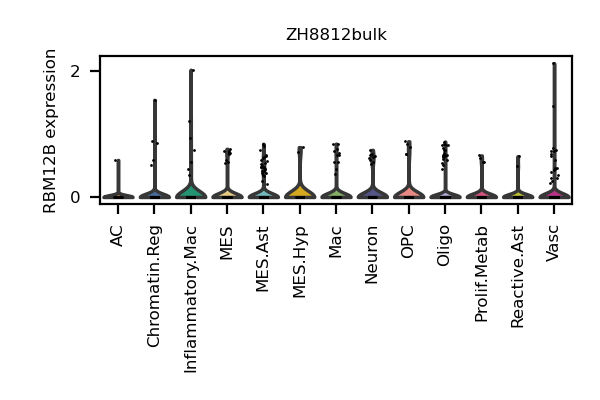 ZH8812bulk
RBM12B expression
2
0
AC
Chromatin.Reg
Inflammatory.Mac
MES
MES.Ast
MES.Hyp
Mac
Neuron
OPC
Oligo
Prolif.Metab
Reactive.Ast
Vasc